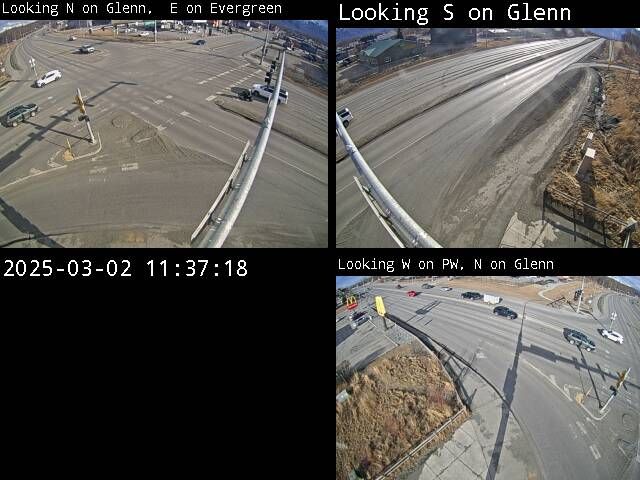 Looking N on Glenn,  E on Evergreen
Looking S on Glenn
2025-03-02 11:37:18
Looking W on PW, N on Glenn